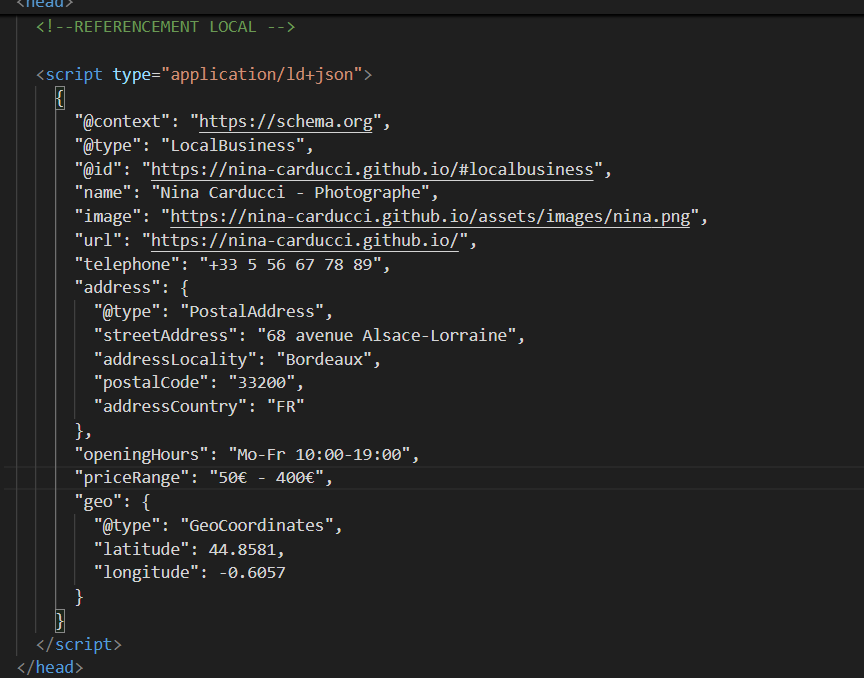 <head>
<!--REFERENCEMENT LOCAL -->
<script type="application/ld+json">
{
"@context": "https://schema.org",
"@type": "LocalBusiness",
"@id": "https://nina-carducci.github.io/#localbusiness",
"name": "Nina Carducci - Photographe",
"image": "https://nina-carducci.github.io/assets/images/nina.png",
"url": "https://nina-carducci.github.io/",
"telephone": "+33 5 56 67 78 89",
"address": {
"@type": "PostalAddress",
"streetAddress": "68 avenue Alsace-Lorraine",
"addressLocality": "Bordeaux",
"postalCode": "33200",
"addressCountry": "FR"
},
"openingHours": "Mo-Fr 10:00-19:00",
"priceRange": "50€ - 400€",
"geo": {
"@type": "GeoCoordinates",
"latitude": 44.8581,
"longitude": -0.6057
}
}
</script>
</head>